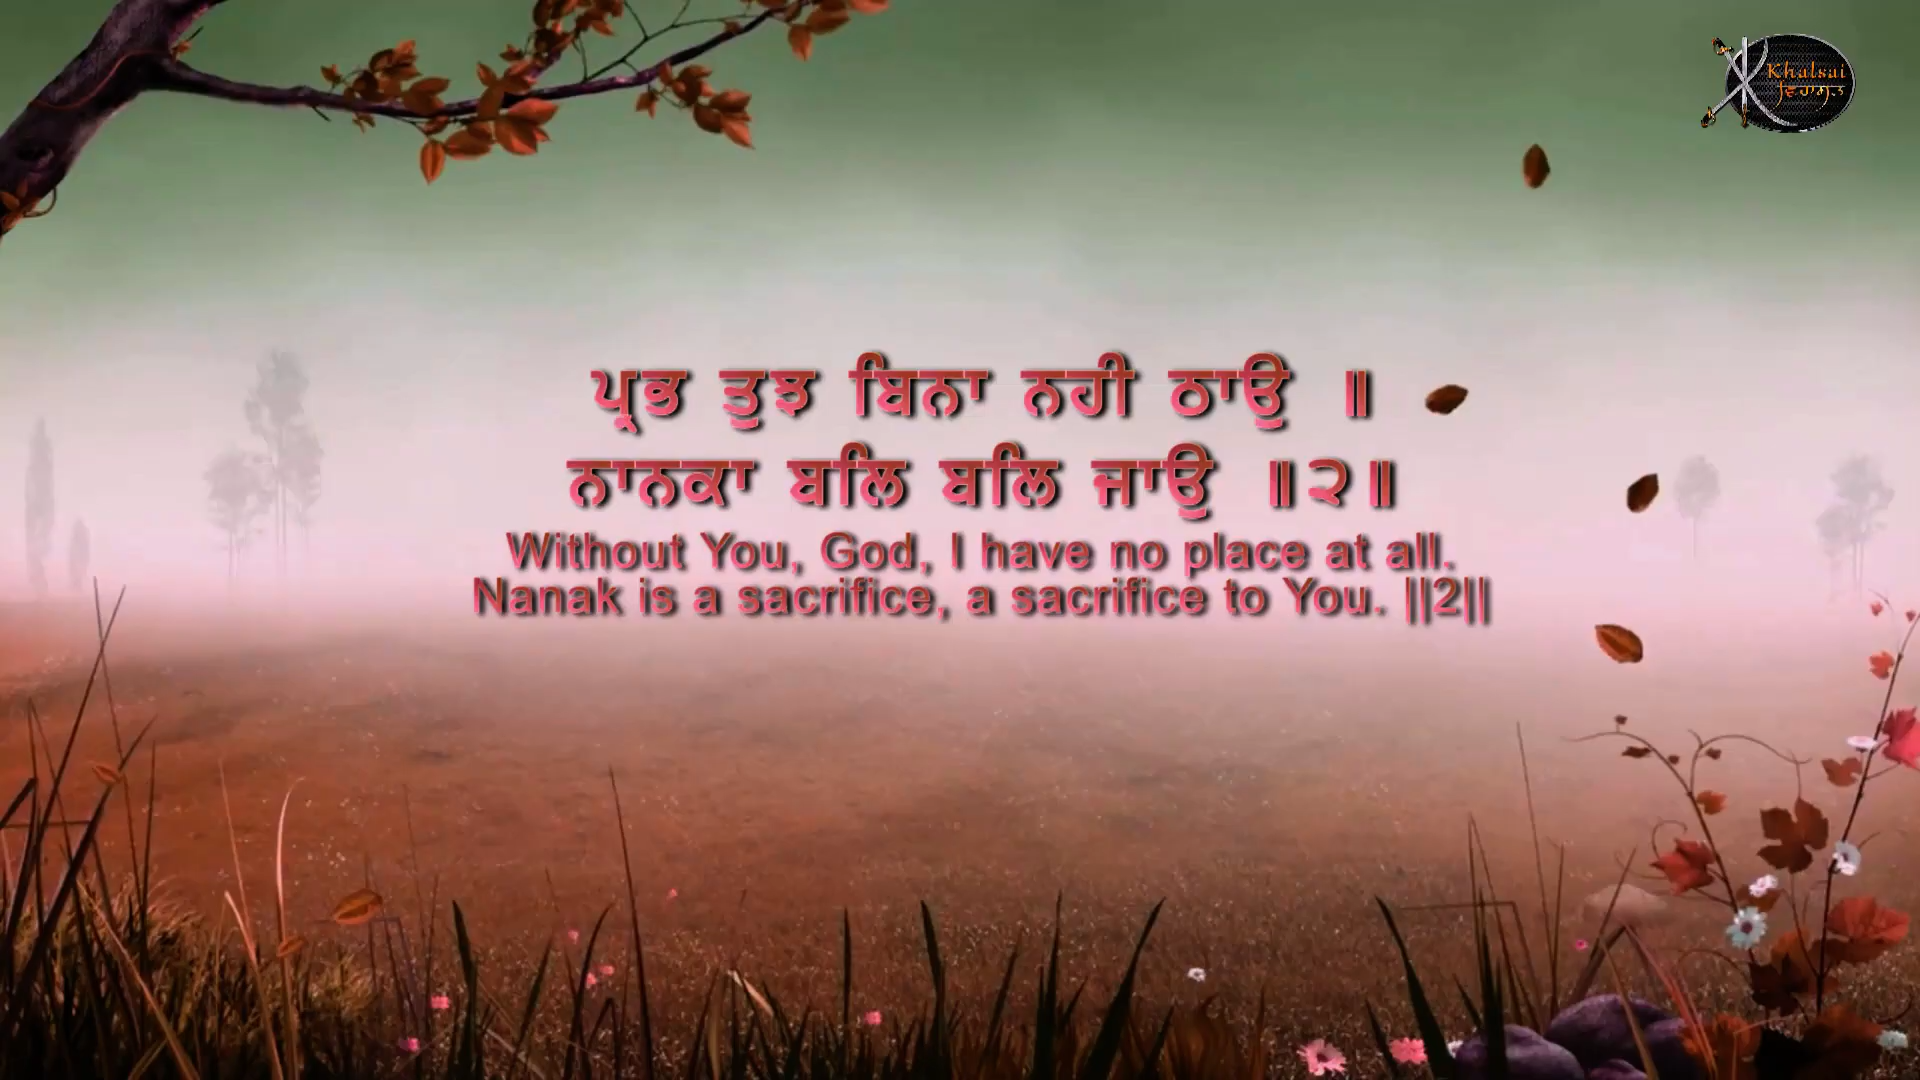 Khalsai
ਵਿਰਾਸਤ
ਪ੍ਰਭ ਤੁਝ ਬਿਨਾ ਨਹੀ ਠਾਉ ॥
ਨਾਨਕਾ ਬਲਿ ਬਲਿ ਜਾਉ ॥੨॥
Without You, God, I have no place at all.
Nanak is a sacrifice, a sacrifice to You. ||2||